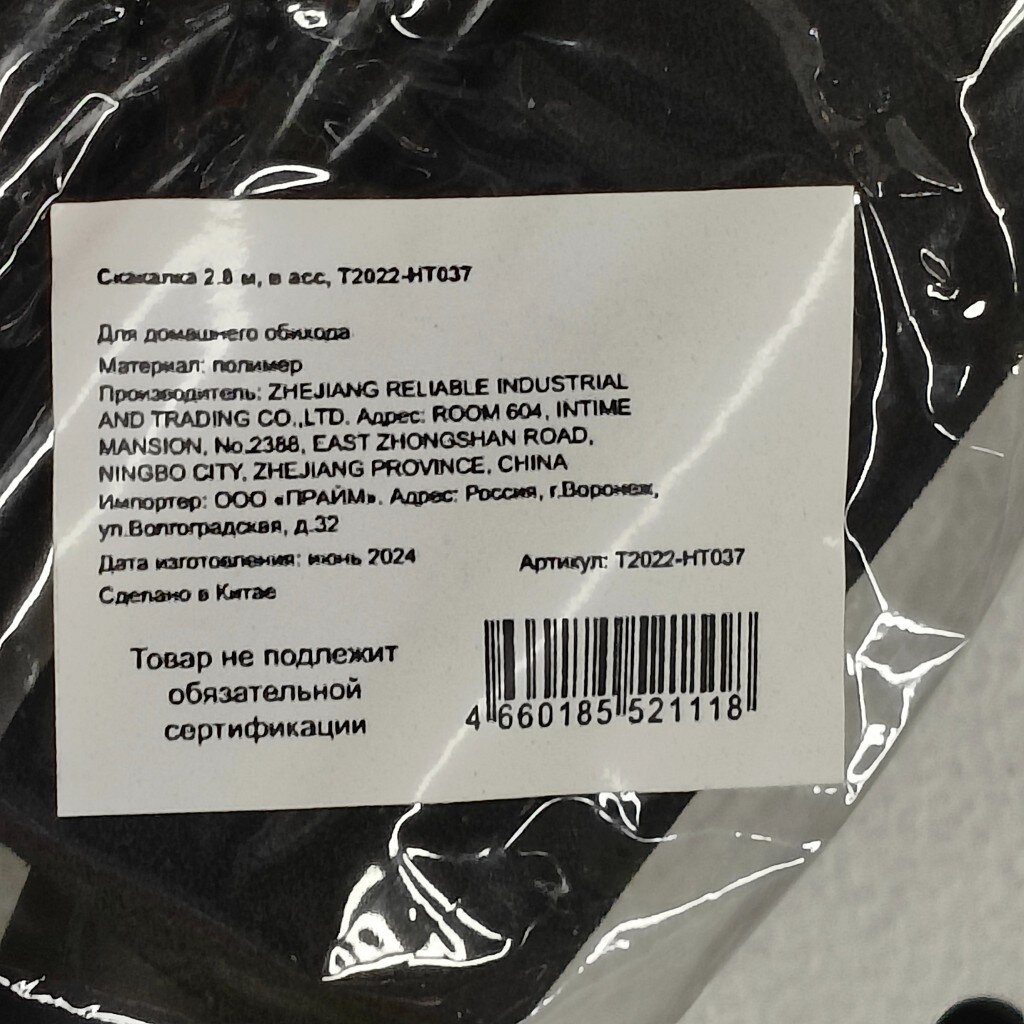 Скакалка 2.8 м, в асс, T2022-HT037
Для домашнего обихода
Материал: полимер
Производитель: ZHEJIANG RELIABLE INDUSTRIAL
AND TRADING CO.,LTD. Адрес: ROOM 604, INTIME
MANSION, No.2388, EAST ZHONGSHAN ROAD,
NINGBO CITY, ZHEJIANG PROVINCE, CHINA
Импортер: ООО «ПРАЙМ». Адрес: Россия, г.Воронеж,
ул.Волгоградская, д.32
Дата изготовления: июнь 2024
Артикул: T2022-HT037
Сделано в Китае
Товар не подлежит
обязательной
сертификации
4 660185 521118